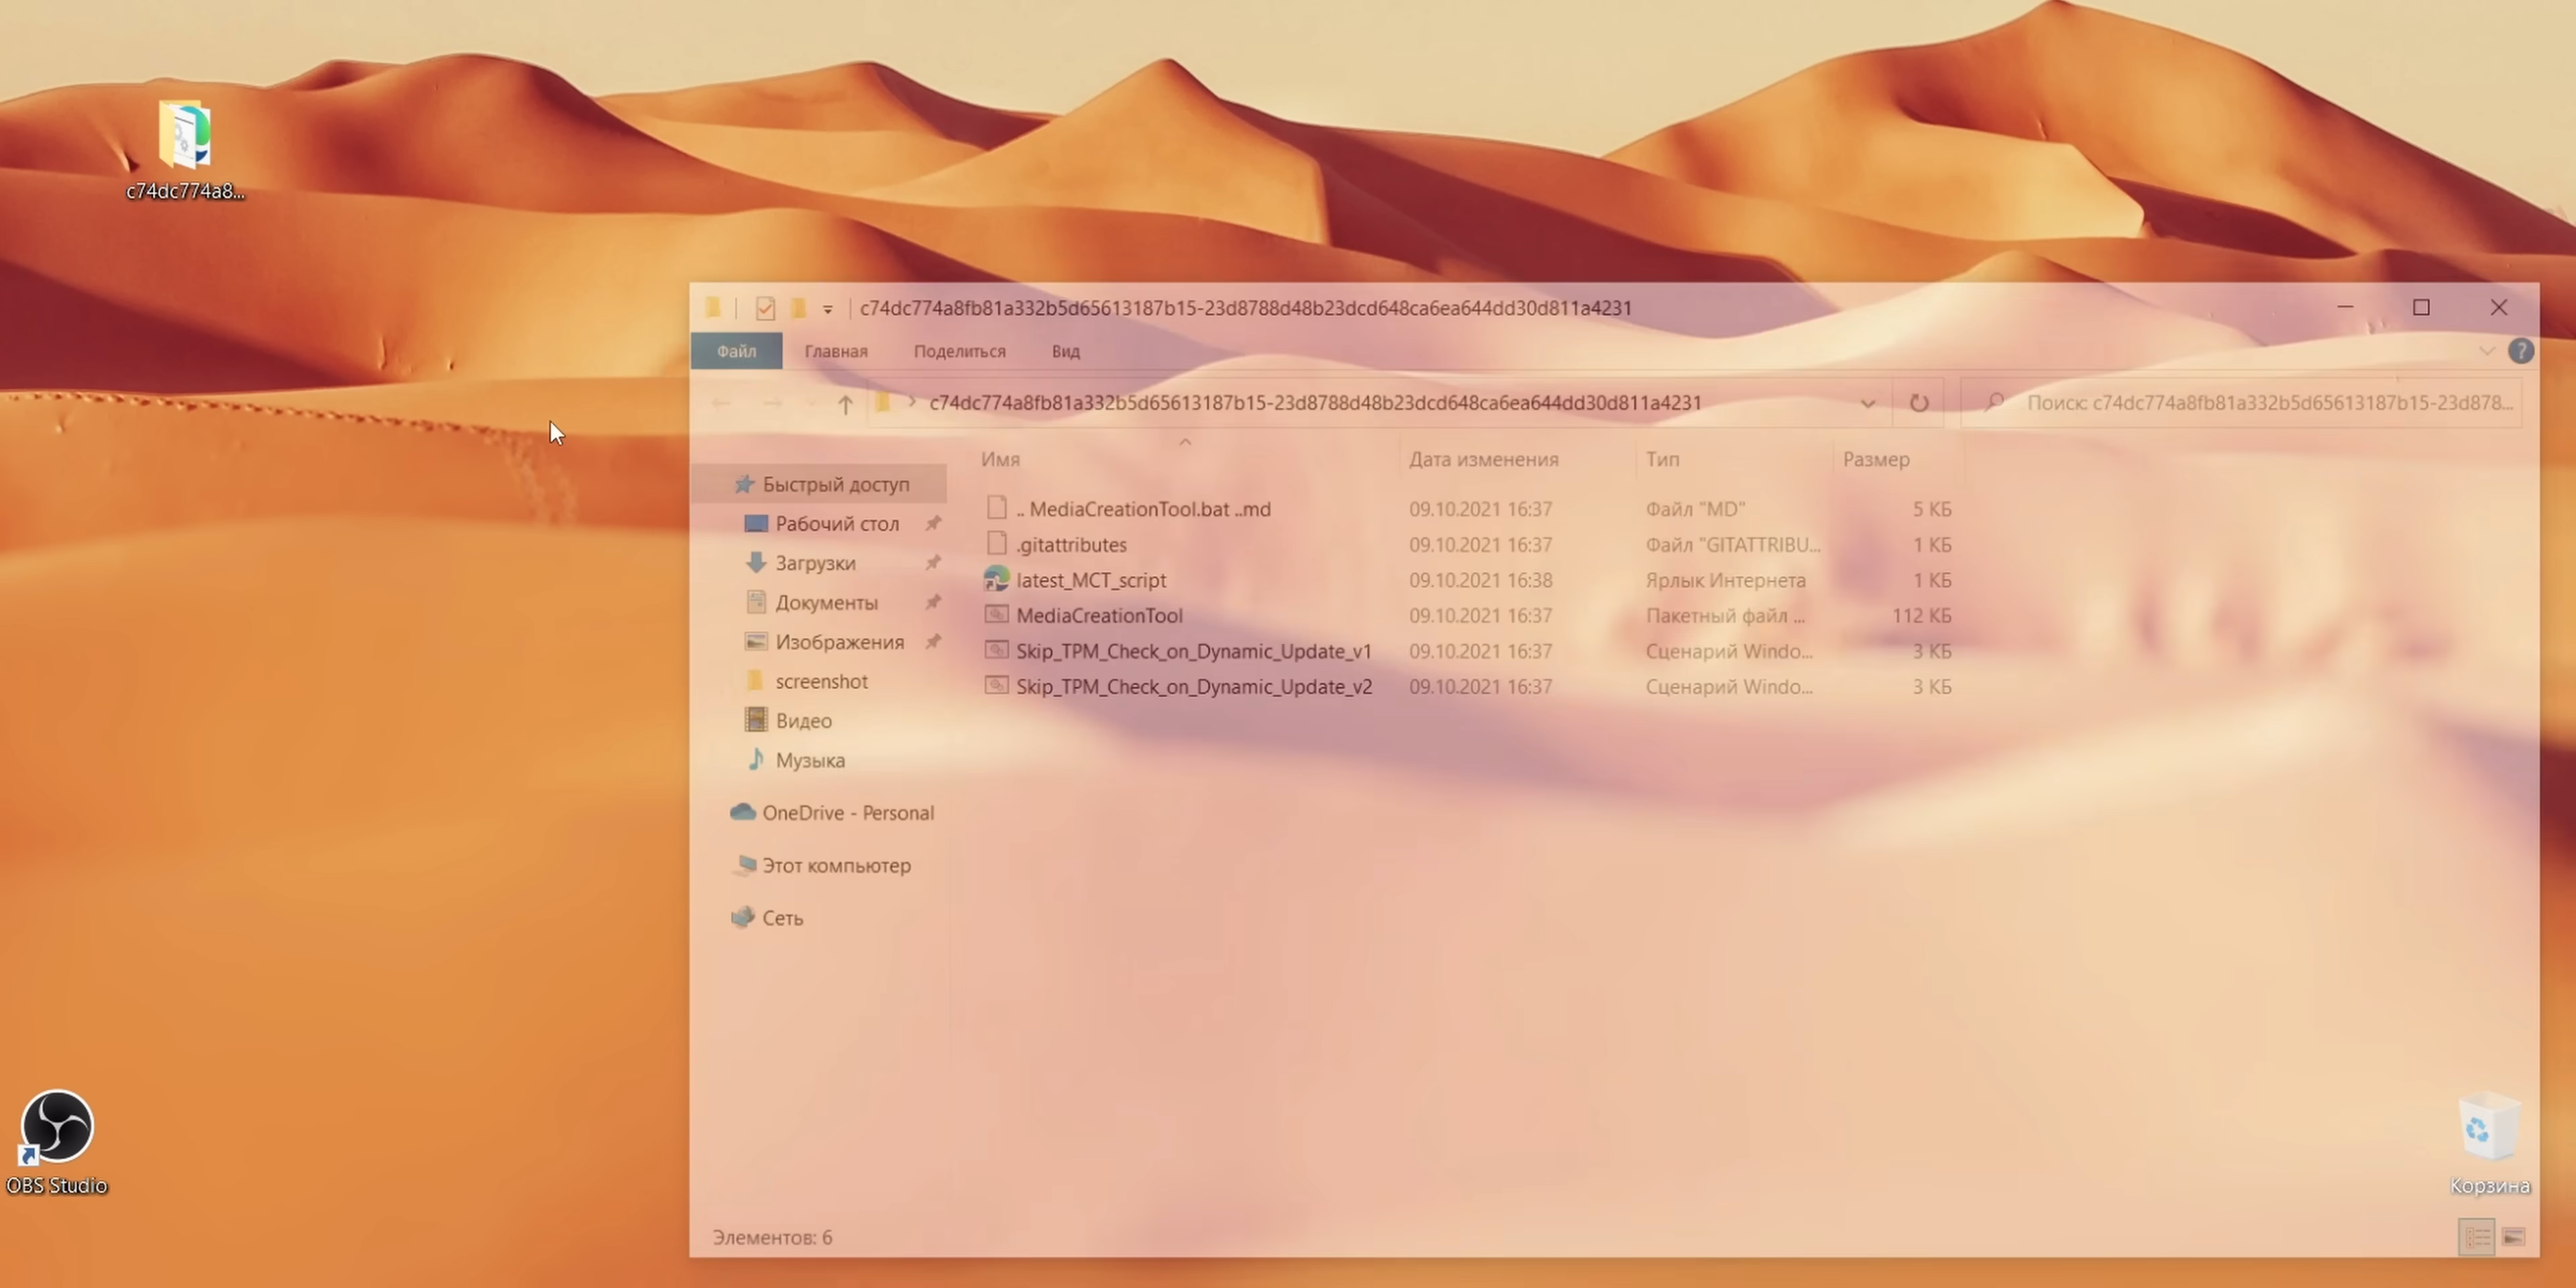 c74dc774a8...
c74dc774a8fb81a332b5d65613187b15-23d8788d48b23dcd648ca6ea644dd30d811a4231
Файл Главная Поделиться Вид
c74dc774a8fb81a332b5d65613187b15-23d8788d48b23dcd648ca6ea644dd30d811a4231
Поиск: c74dc774a8fb81a332b5d65613187b15-23d878...
Имя Дата изменения Тип Размер
Быстрый доступ
Рабочий стол
Загрузки
Документы
Изображения
screenshot
Видео
Музыка
OneDrive - Personal
Этот компьютер
Сеть
.. MediaCreationTool.bat ..md 09.10.2021 16:37 Файл "MD" 5 КБ
.gitattributes 09.10.2021 16:37 Файл "GITATTRIBU... 1 КБ
latest_MCT_script 09.10.2021 16:38 Ярлык Интернета 1 КБ
MediaCreationTool 09.10.2021 16:37 Пакетный файл ... 112 КБ
Skip_TPM_Check_on_Dynamic_Update_v1 09.10.2021 16:37 Сценарий Windo... 3 КБ
Skip_TPM_Check_on_Dynamic_Update_v2 09.10.2021 16:37 Сценарий Windo... 3 КБ
Элементов: 6
OBS Studio
Корзина